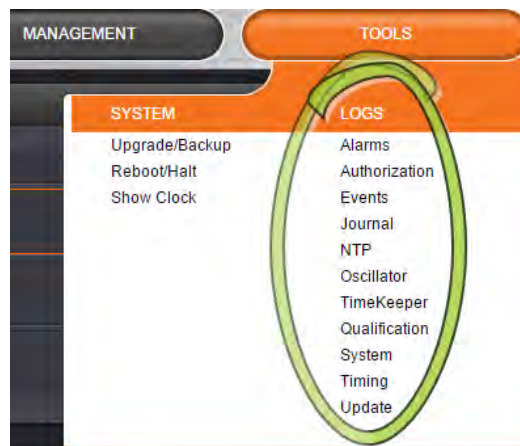 MANAGEMENT
TOOLS
SYSTEM
Upgrade/Backup
Reboot/Halt
Show Clock
LOGS
Alarms
Authorization
Events
Journal
NTP
Oscillator
TimeKeeper
Qualification
System
Timing
Update